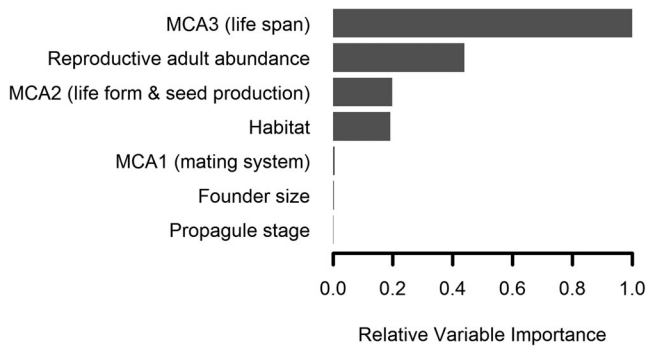 MCA3 (life span)
Reproductive adult abundance
MCA2 (life form & seed production)
Habitat
MCA1 (mating system)
Founder size
Propagule stage
0.0 0.2 0.4 0.6 0.8 1.0
Relative Variable Importance